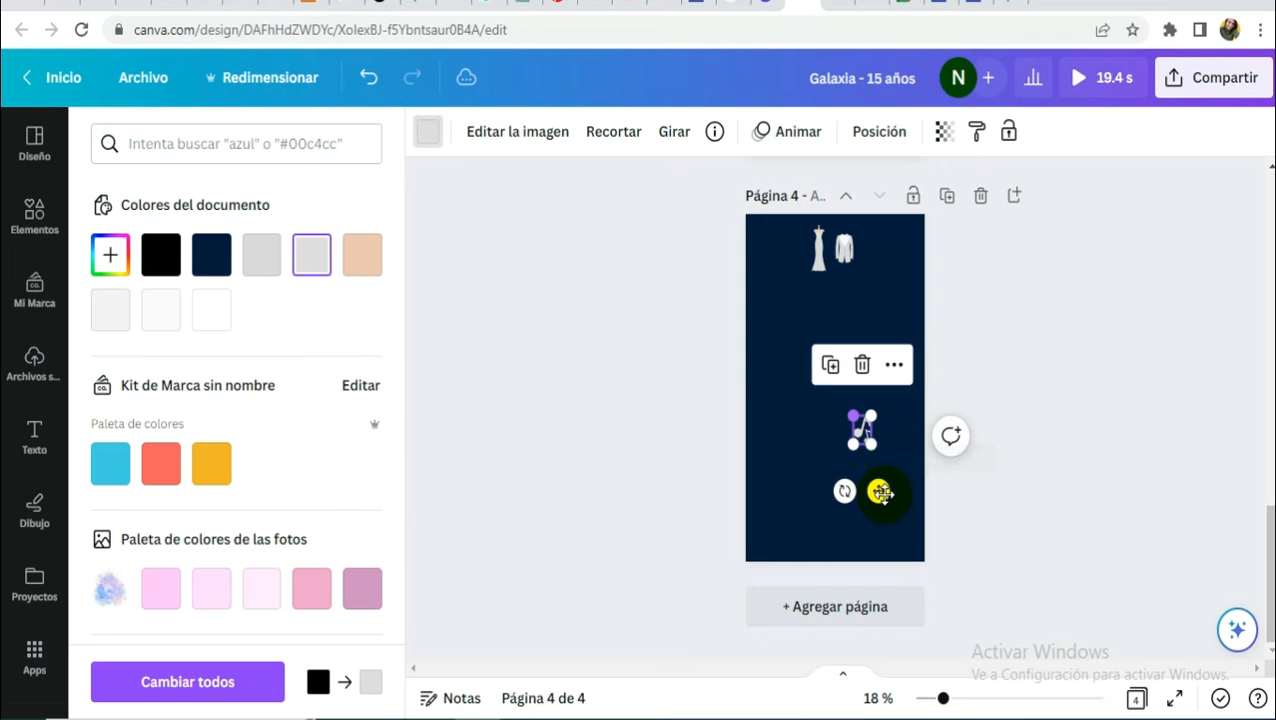 canva.com/design/DAFhHdZWDYc/XolexBJ-f5Ybntsaur0B4A/edit
Inicio
Archivo
Redimensionar
Galaxia - 15 años
N
19.4 s
Compartir
Diseño
Elementos
Mi Marca
Archivos s...
Texto
Dibujo
Proyectos
Apps
Intenta buscar "azul" o "#00c4cc"
Colores del documento
Kit de Marca sin nombre
Editar
Paleta de colores
Paleta de colores de las fotos
Cambiar todos
Editar la imagen
Recortar
Girar
Animar
Posición
Página 4 - A..
+ Agregar página
Activar Windows
Ve a Configuración para activar Windows.
Notas
Página 4 de 4
18 %
4